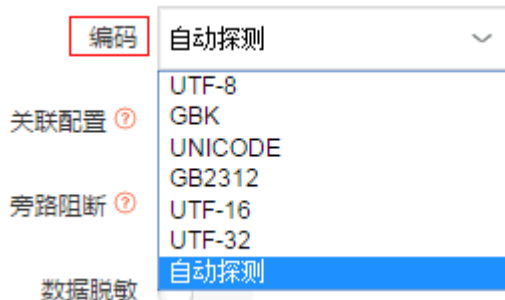 编码 自动探测
UTF-8
关联配置 GBK
UNICODE
GB2312
旁路阻断 UTF-16
UTF-32
自动探测
数据脱敏